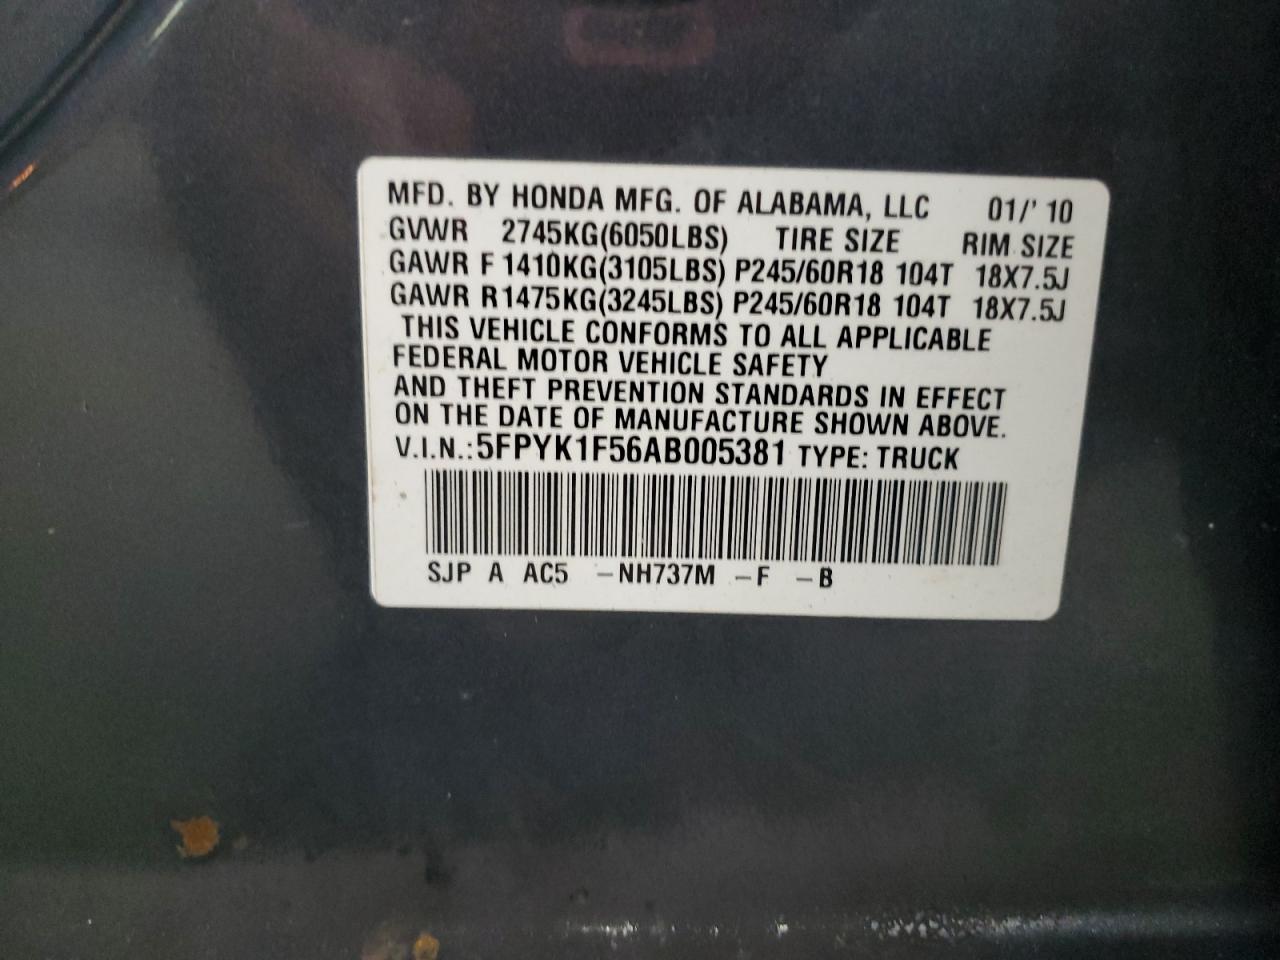 MFD. BY HONDA MFG. OF ALABAMA, LLC 01/'10
GVWR 2745KG(6050LBS) TIRE SIZE RIM SIZE
GAWR F 1410KG(3105LBS) P245/60R18 104T 18X7.5J
GAWR R1475KG(3245LBS) P245/60R18 104T 18X7.5J
THIS VEHICLE CONFORMS TO ALL APPLICABLE
FEDERAL MOTOR VEHICLE SAFETY
AND THEFT PREVENTION STANDARDS IN EFFECT
ON THE DATE OF MANUFACTURE SHOWN ABOVE.
V.I.N.:5FPYK1F56AB005381 TYPE: TRUCK
SJP A AC5 -NH737M -F -B